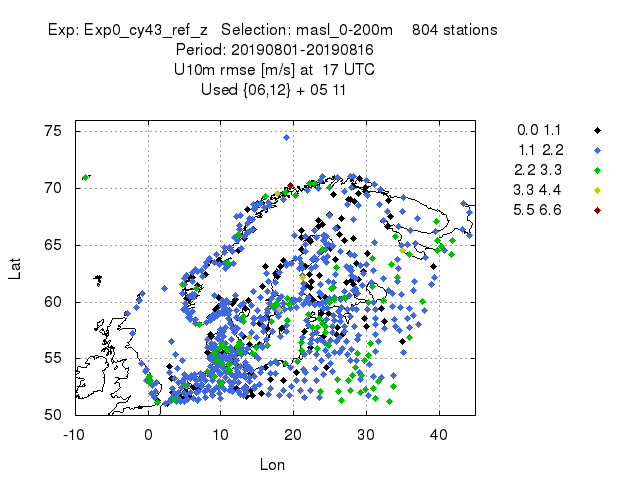 Exp: Exp0_cy43_ref_z   Selection: masl_0-200m    804 stations
Period: 20190801-20190816
U10m rmse [m/s] at  17 UTC
Used {06,12} + 05 11
75
70
65
60
55
50
Lat
-10 0 10 20 30 40
Lon
0.0 1.1
1.1 2.2
2.2 3.3
3.3 4.4
5.5 6.6